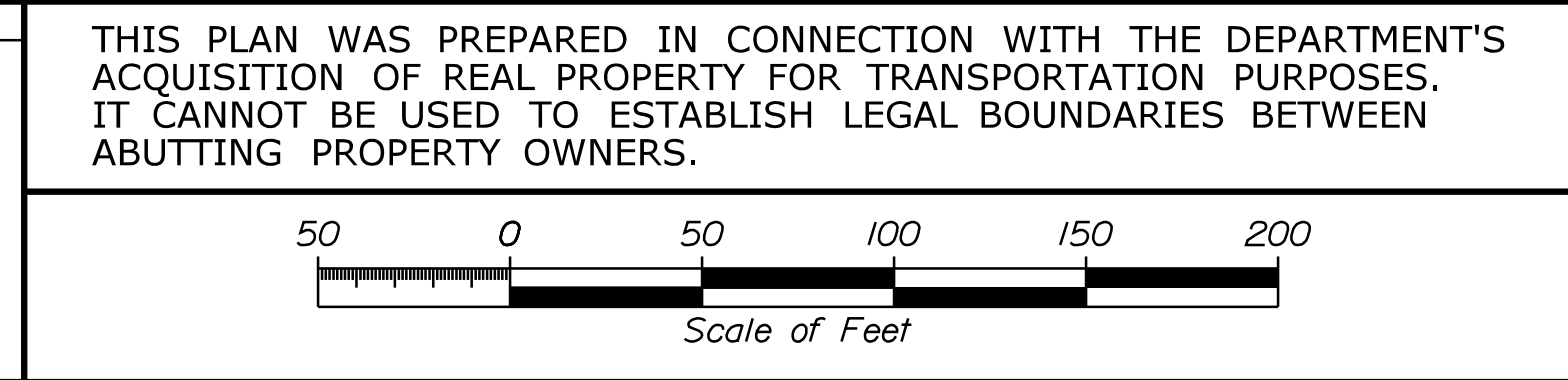 THIS PLAN WAS PREPARED IN CONNECTION WITH THE DEPARTMENT'S
ACQUISITION OF REAL PROPERTY FOR TRANSPORTATION PURPOSES.
IT CANNOT BE USED TO ESTABLISH LEGAL BOUNDARIES BETWEEN
ABUTTING PROPERTY OWNERS.
50 0 50 100 150 200
Scale of Feet